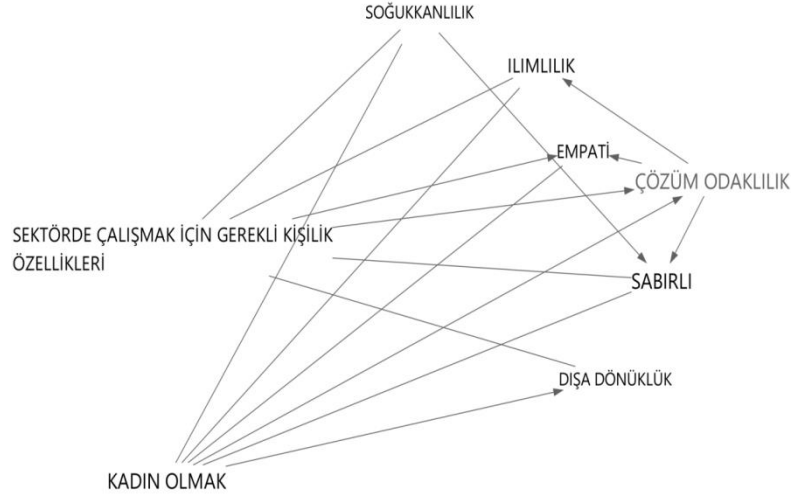 SOĞUKKANLILIK
ILIMLILIK
EMPATİ
ÇÖZÜM ODAKLILIK
SEKTÖRDE ÇALIŞMAK İÇİN GEREKLİ KİŞİLİK
ÖZELLİKLERİ
SABIRLI
DIŞA DÖNÜKLÜK
KADIN OLMAK